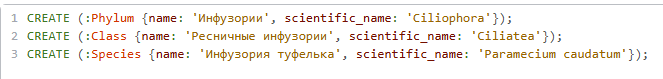 1 CREATE (:Phylum {name: 'Инфузории', scientific_name: 'Ciliophora'});
2 CREATE (:Class {name: 'Ресничные инфузории', scientific_name: 'Ciliatea'});
3 CREATE (:Species {name: 'Инфузория туфелька', scientific_name: 'Paramecium caudatum'});